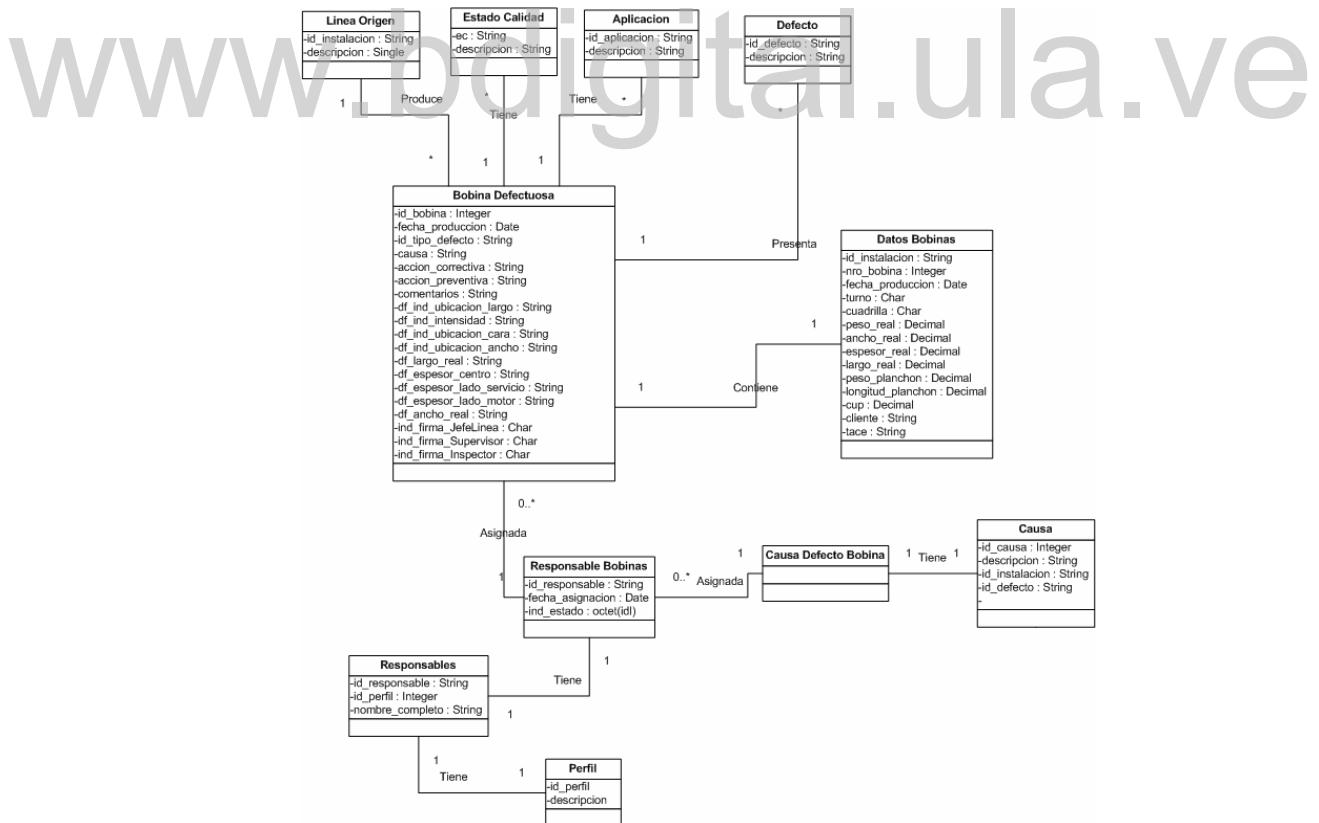 www.bdigital.ula.ve
Linea Origen
-id_instalacion : String
-descripcion : Single
Estado Calidad
-ec : String
-descripcion : String
Aplicacion
-id_aplicacion : String
-descripcion : String
Defecto
-id_defecto : String
-descripcion : String
1
Produce
*
*
Tiene
1
Tiene
*
1
*
Bobina Defectuosa
-id_bobina : Integer
-fecha_produccion : Date
-id_tipo_defecto : String
-causa : String
-accion_correctiva : String
-accion_preventiva : String
-comentarios : String
-df_ind_ubicacion_largo : String
-df_ind_intensidad : String
-df_ind_ubicacion_cara : String
-df_ind_ubicacion_ancho : String
-df_largo_real : String
-df_espesor_centro : String
-df_espesor_lado_servicio : String
-df_espesor_lado_motor : String
-df_ancho_real : String
-ind_firma_JefeLinea : Char
-ind_firma_Supervisor : Char
-ind_firma_Inspector : Char
1
Presenta
Datos Bobinas
-id_instalacion : String
-nro_bobina : Integer
-fecha_produccion : Date
-turno : Char
-cuadrilla : Char
-peso_real : Decimal
-ancho_real : Decimal
-espesor_real : Decimal
-largo_real : Decimal
-peso_planchon : Decimal
-longitud_planchon : Decimal
-cup : Decimal
-cliente : String
-tace : String
1
1
Contiene
0..*
Asignada
1
Responsable Bobinas
-id_responsable : String
-fecha_asignacion : Date
-ind_estado : octet(idl)
0..*
Asignada
1
Causa Defecto Bobina
1
Tiene
1
Causa
-id_causa : Integer
-descripcion : String
-id_instalacion : String
-id_defecto : String
-
1
Tiene
1
Responsables
-id_responsable : String
-id_perfil : Integer
-nombre_completo : String
1
Tiene
1
Perfil
-id_perfil
-descripcion